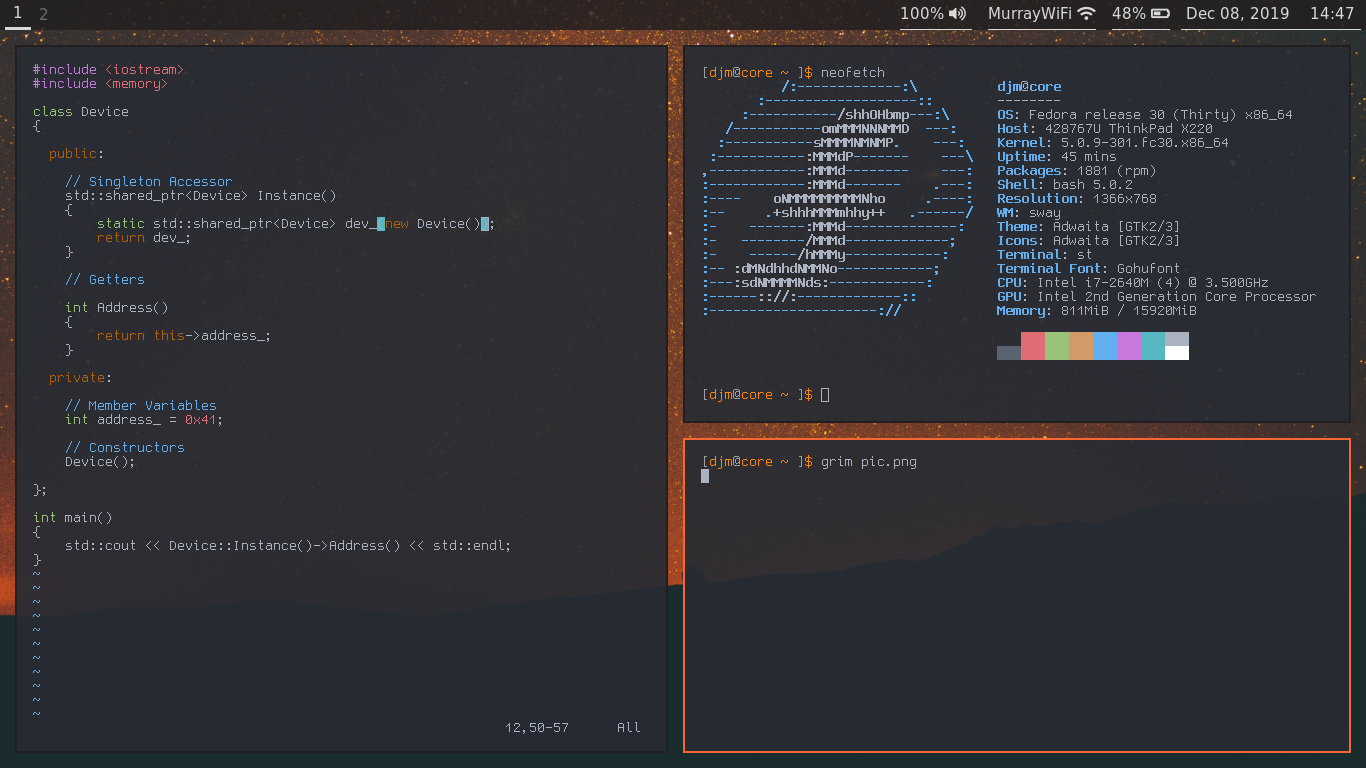 1 2 100% MurrayWiFi 48% Dec 08, 2019 14:47
#include <iostream>
#include <memory>
class Device
{
public:
// Singleton Accessor
std::shared_ptr<Device> Instance()
{
static std::shared_ptr<Device> dev_(new Device());
return dev_;
}
// Getters
int Address()
{
return this->address_;
}
private:
// Member Variables
int address_ = 0x41;
// Constructors
Device();
};
int main()
{
std::cout << Device::Instance()->Address() << std::endl;
}
~
~
~
~
~
~
~
~
~
~
~
12,50-57 All
[djm@core ~ ]$ neofetch
/:-------------:\
:-------------------::
:-----------/shhOHbmp---:\
/-----------omMMMNNNMMD  ---:
:-----------sMMMMNMNMP.    ---:
:-----------:MMMdP-------    ---\
,------------:MMMd--------    ---:
:------------:MMMd-------    .---:
:----    oNMMMMMMMMMNho     .----:
:--     .+shhhMMMmhhy++   .------/
:-    -------:MMMd--------------:
:-   --------/MMMd-------------;
:-    ------/hMMMy------------:
:-- :dMNdhhdNMMNo------------;
:---:sdNMMMMNds:------------:
:------:://:-------------::
:---------------------://
djm@core
--------
OS: Fedora release 30 (Thirty) x86_64
Host: 428767U ThinkPad X220
Kernel: 5.0.9-301.fc30.x86_64
Uptime: 45 mins
Packages: 1881 (rpm)
Shell: bash 5.0.2
Resolution: 1366x768
WM: sway
Theme: Adwaita [GTK2/3]
Icons: Adwaita [GTK2/3]
Terminal: st
Terminal Font: Gohufont
CPU: Intel i7-2640M (4) @ 3.500GHz
GPU: Intel 2nd Generation Core Processor
Memory: 811MiB / 15920MiB
[djm@core ~ ]$
[djm@core ~ ]$ grim pic.png